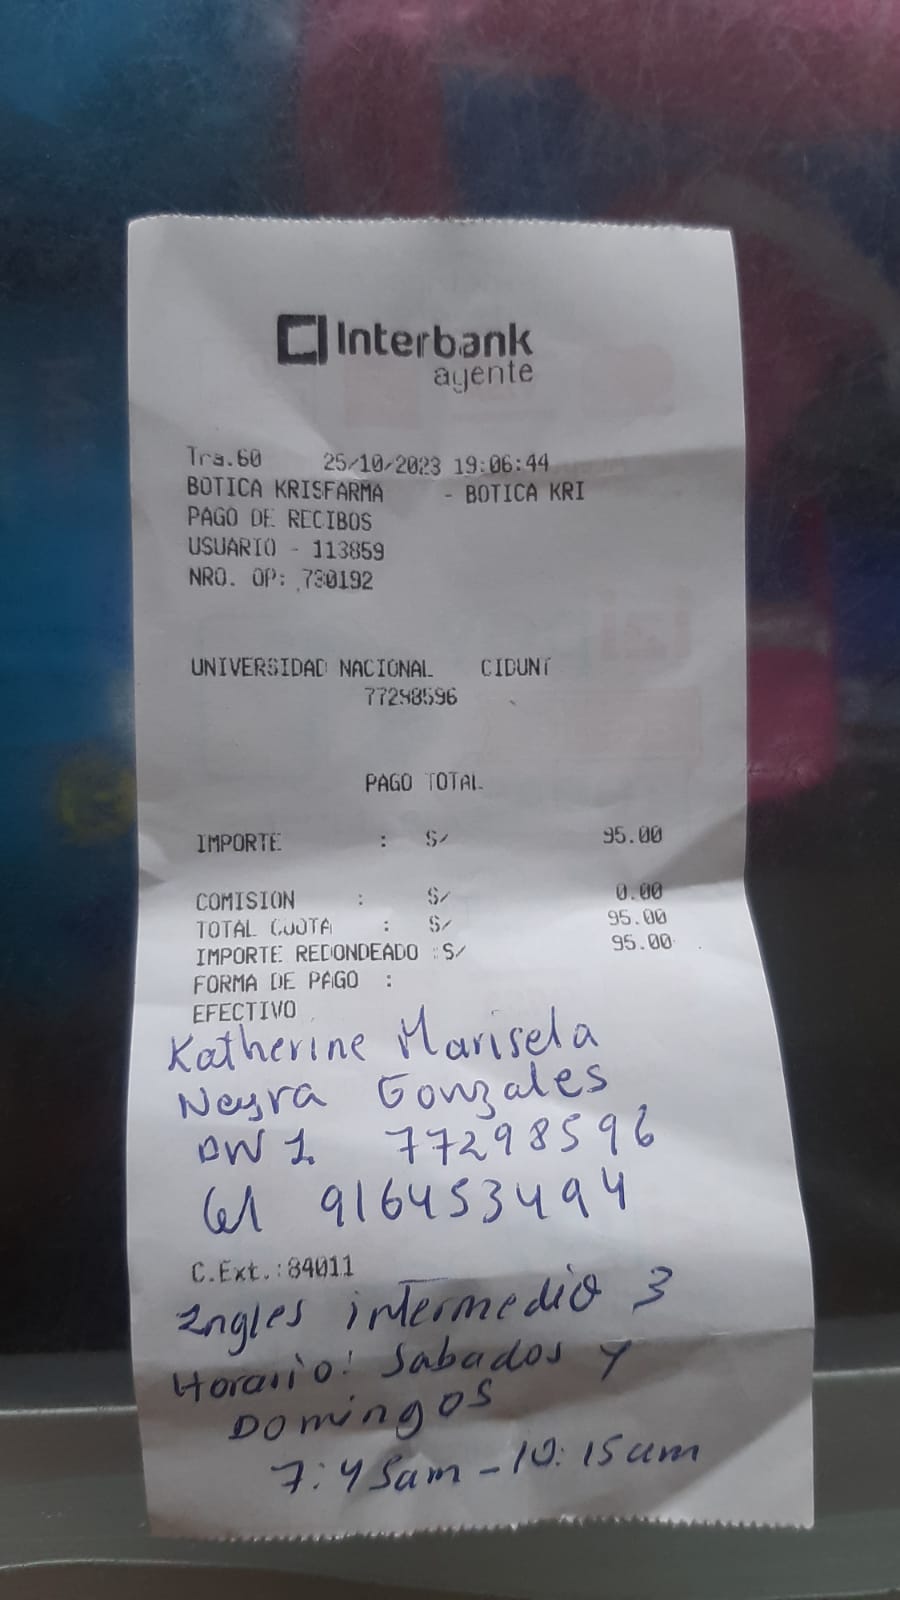 Interbank
agente
Tra.60 25/10/2023 19:06:44
BOTICA KRISFARMA - BOTICA KRI
PAGO DE RECIBOS
USUARIO - 113859
NRO. OP: 730192
UNIVERSIDAD NACIONAL CIDUNT
77298596
PAGO TOTAL
IMPORTE : S/ 95.00
COMISION : S/ 0.00
TOTAL CUOTA : S/ 95.00
IMPORTE REDONDEADO :S/ 95.00
FORMA DE PAGO :
EFECTIVO
Katherine Marisela
Neyra Gonzales
DNI 77298596
Cel 916453494
C.Ext.:84011
Ingles intermedio 3
Horario: Sabados y
Domingos
7:45am - 10:15am